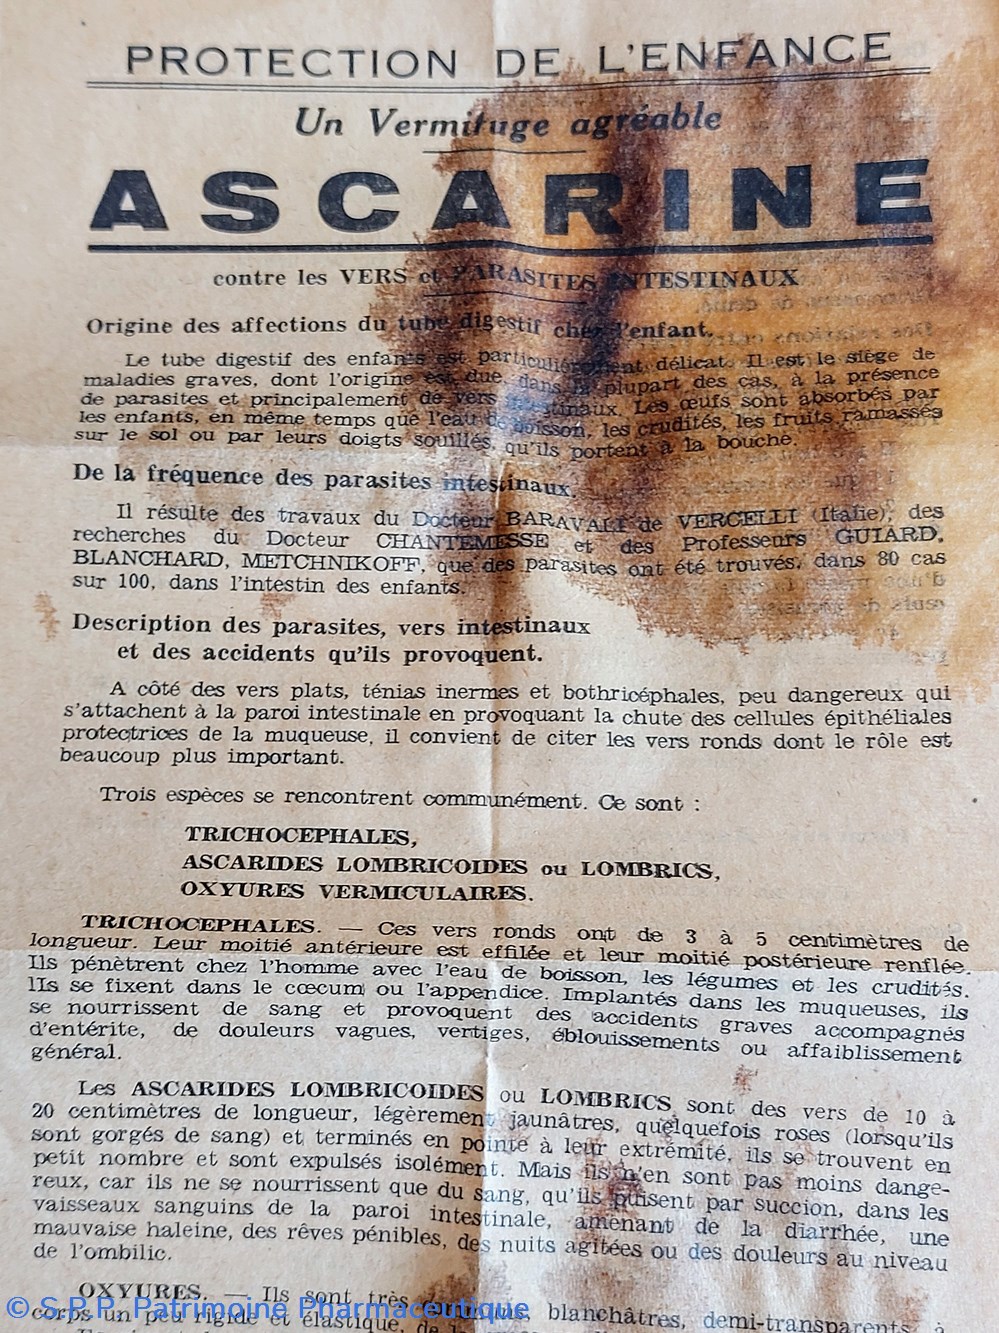 PROTECTION DE L'ENFANCE
Un Vermifuge agréable
ASCARINE
contre les VERS et PARASITES INTESTINAUX
Origine des affections du tube digestif chez l'enfant.
Le tube digestif des enfants est particulièrement délicat. Il est le siège de
maladies graves, dont l'origine est due, dans la plupart des cas, à la présence
de parasites et principalement de vers intestinaux. Les œufs sont absorbés par
les enfants, en même temps que l'eau de boisson, les crudités, les fruits ramassés
sur le sol ou par leurs doigts souillés, qu'ils portent à la bouche.
De la fréquence des parasites intestinaux.
Il résulte des travaux du Docteur BARAVALI de VERCELLI (Italie), des
recherches du Docteur CHANTEMESSE et des Professeurs GUIARD,
BLANCHARD, METCHNIKOFF, que des parasites ont été trouvés, dans 80 cas
sur 100, dans l'intestin des enfants.
Description des parasites, vers intestinaux
et des accidents qu'ils provoquent.
A côté des vers plats, ténias inermes et bothricéphales, peu dangereux qui
s'attachent à la paroi intestinale en provoquant la chute des cellules épithéliales
protectrices de la muqueuse, il convient de citer les vers ronds dont le rôle est
beaucoup plus important.
Trois espèces se rencontrent communément. Ce sont :
TRICHOCEPHALES,
ASCARIDES LOMBRICOIDES ou LOMBRICS,
OXYURES VERMICULAIRES.
TRICHOCEPHALES. — Ces vers ronds ont de 3 à 5 centimètres de
longueur. Leur moitié antérieure est effilée et leur moitié postérieure renflée.
Ils pénètrent chez l'homme avec l'eau de boisson, les légumes et les crudités.
Ils se fixent dans le cœcum ou l'appendice. Implantés dans les muqueuses, ils
se nourrissent de sang et provoquent des accidents graves accompagnés
d'entérite, de douleurs vagues, vertiges, éblouissements ou affaiblissement
général.
Les ASCARIDES LOMBRICOIDES ou LOMBRICS sont des vers de 10 à
20 centimètres de longueur, légèrement jaunâtres, quelquefois roses (lorsqu'ils
sont gorgés de sang) et terminés en pointe à leur extrémité, ils se trouvent en
petit nombre et sont expulsés isolément. Mais ils n'en sont pas moins dange-
reux, car ils ne se nourrissent que du sang, qu'ils puisent par succion, dans les
vaisseaux sanguins de la paroi intestinale, amenant de la diarrhée, une
mauvaise haleine, des rêves pénibles, des nuits agitées ou des douleurs au niveau
de l'ombilic.
OXYURES. — Ils sont très blanchâtres, demi-transparents, à
corps un peu rigide et élastique, de
© S.P.P. Patrimoine Pharmaceutique